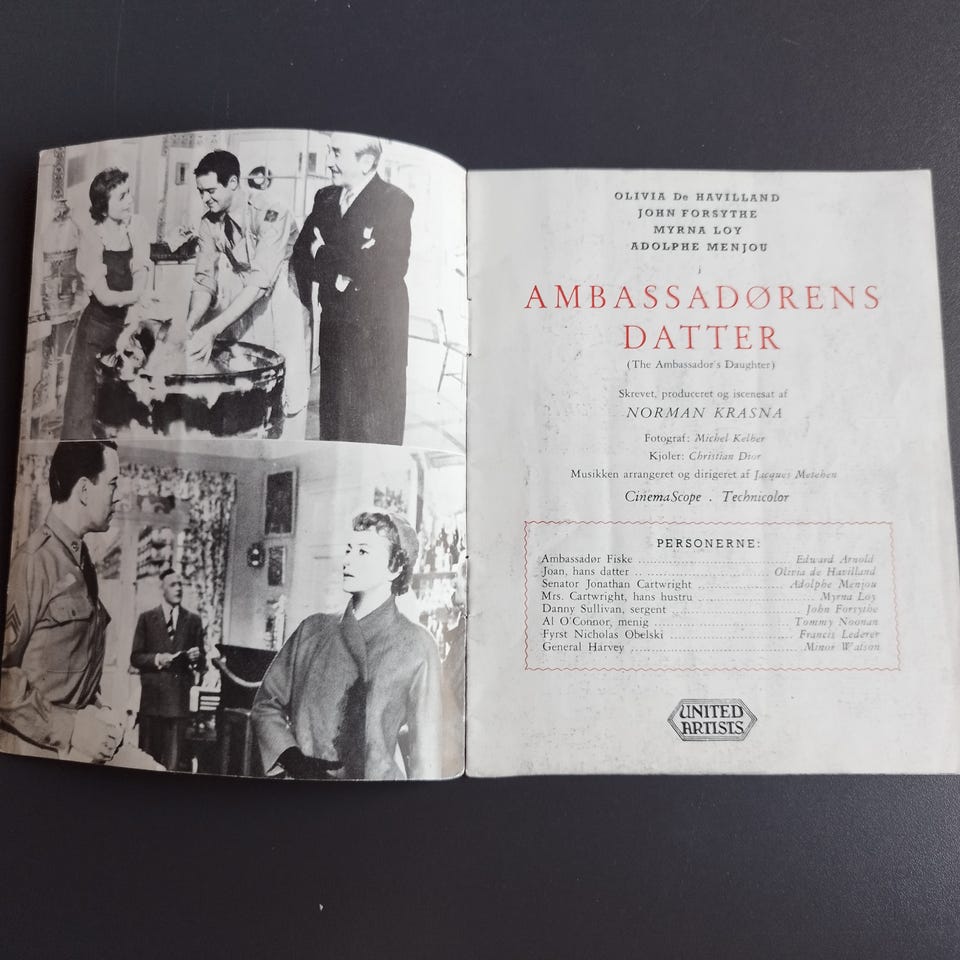 OLIVIA De HAVILLAND
JOHN FORSYTHE
MYRNA LOY
ADOLPHE MENJOU
i
AMBASSADØRENS
DATTER
(The Ambassador's Daughter)
Skrevet, produceret og iscenesat af
NORMAN KRASNA
Fotograf: Michel Kelber
Kjoler: Christian Dior
Musikken arrangeret og dirigeret af Jacques Metehen
CinemaScope . Technicolor
PERSONERNE:
Ambassadør Fiske ........ Edward Arnold
Joan, hans datter ........ Olivia de Havilland
Senator Jonathan Cartwright ........ Adolphe Menjou
Mrs. Cartwright, hans hustru ........ Myrna Loy
Danny Sullivan, sergent ........ John Forsythe
Al O'Connor, menig ........ Tommy Noonan
Fyrst Nicholas Obelski ........ Francis Lederer
General Harvey ........ Minor Watson
UNITED
ARTISTS